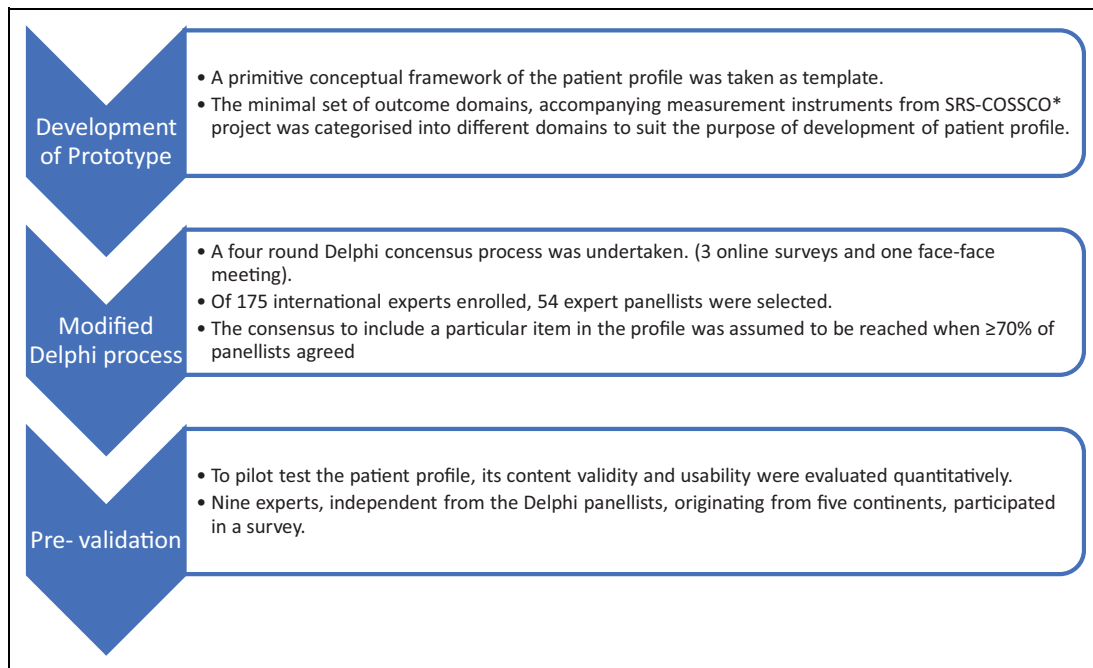 Development
of Prototype
• A primitive conceptual framework of the patient profile was taken as template.
• The minimal set of outcome domains, accompanying measurement instruments from SRS-COSSCO*
project was categorised into different domains to suit the purpose of development of patient profile.
Modified
Delphi process
• A four round Delphi concensus process was undertaken. (3 online surveys and one face-face
meeting).
• Of 175 international experts enrolled, 54 expert panellists were selected.
• The consensus to include a particular item in the profile was assumed to be reached when ≥70% of
panellists agreed
Pre- validation
• To pilot test the patient profile, its content validity and usability were evaluated quantitatively.
• Nine experts, independent from the Delphi panellists, originating from five continents, participated
in a survey.